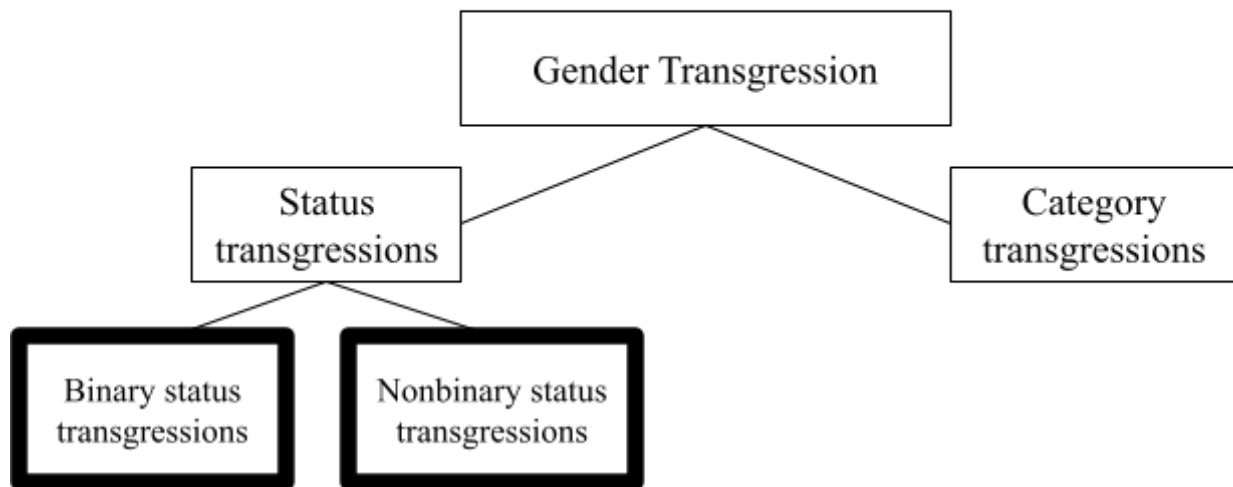 Gender Transgression
Status
transgressions
Category
transgressions
Binary status
transgressions
Nonbinary status
transgressions